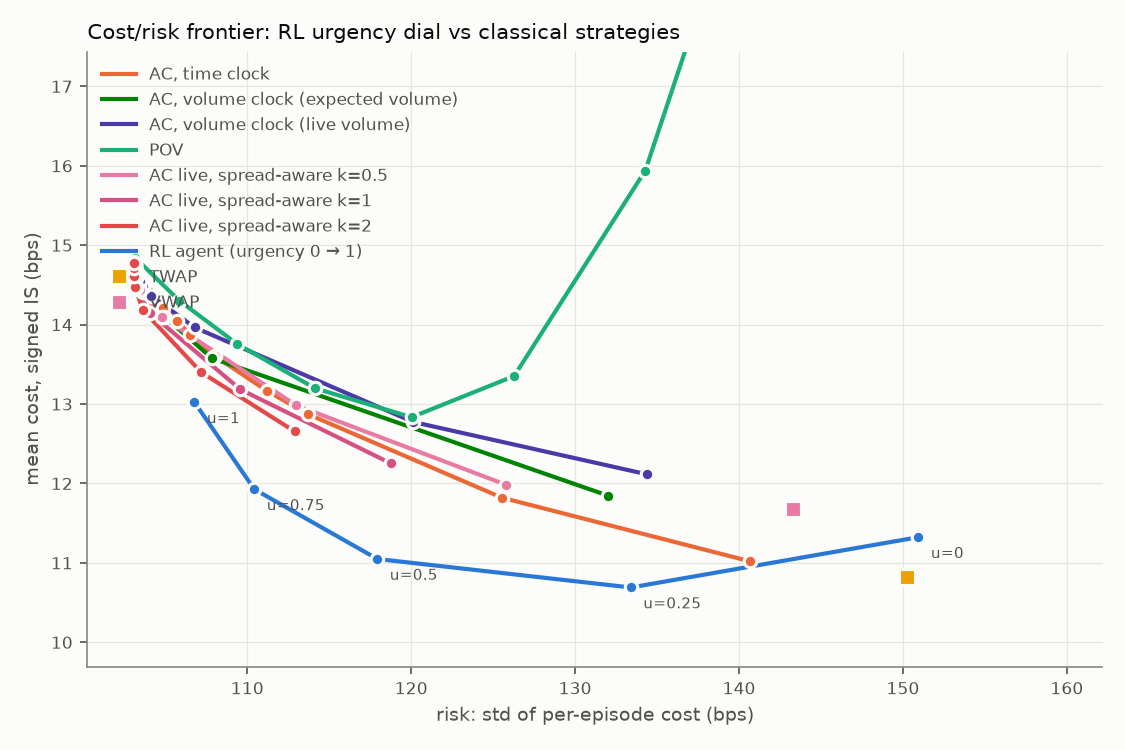 Cost/risk frontier: RL urgency dial vs classical strategies
17
16
15
14
13
12
11
10
mean cost, signed IS (bps)
AC, time clock
AC, volume clock (expected volume)
AC, volume clock (live volume)
POV
AC live, spread-aware k=0.5
AC live, spread-aware k=1
AC live, spread-aware k=2
RL agent (urgency 0 → 1)
TWAP
VWAP
u=1
u=0.75
u=0.5
u=0.25
u=0
110
120
130
140
150
160
risk: std of per-episode cost (bps)